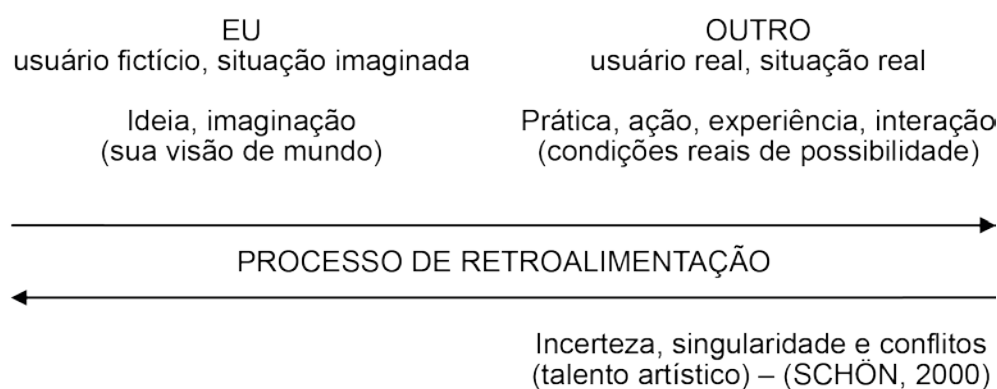 EU
usuário fictício, situação imaginada
Ideia, imaginação
(sua visão de mundo)
OUTRO
usuário real, situação real
Prática, ação, experiência, interação
(condições reais de possibilidade)
PROCESSO DE RETROALIMENTAÇÃO
Incerteza, singularidade e conflitos
(talento artístico) – (SCHÖN, 2000)